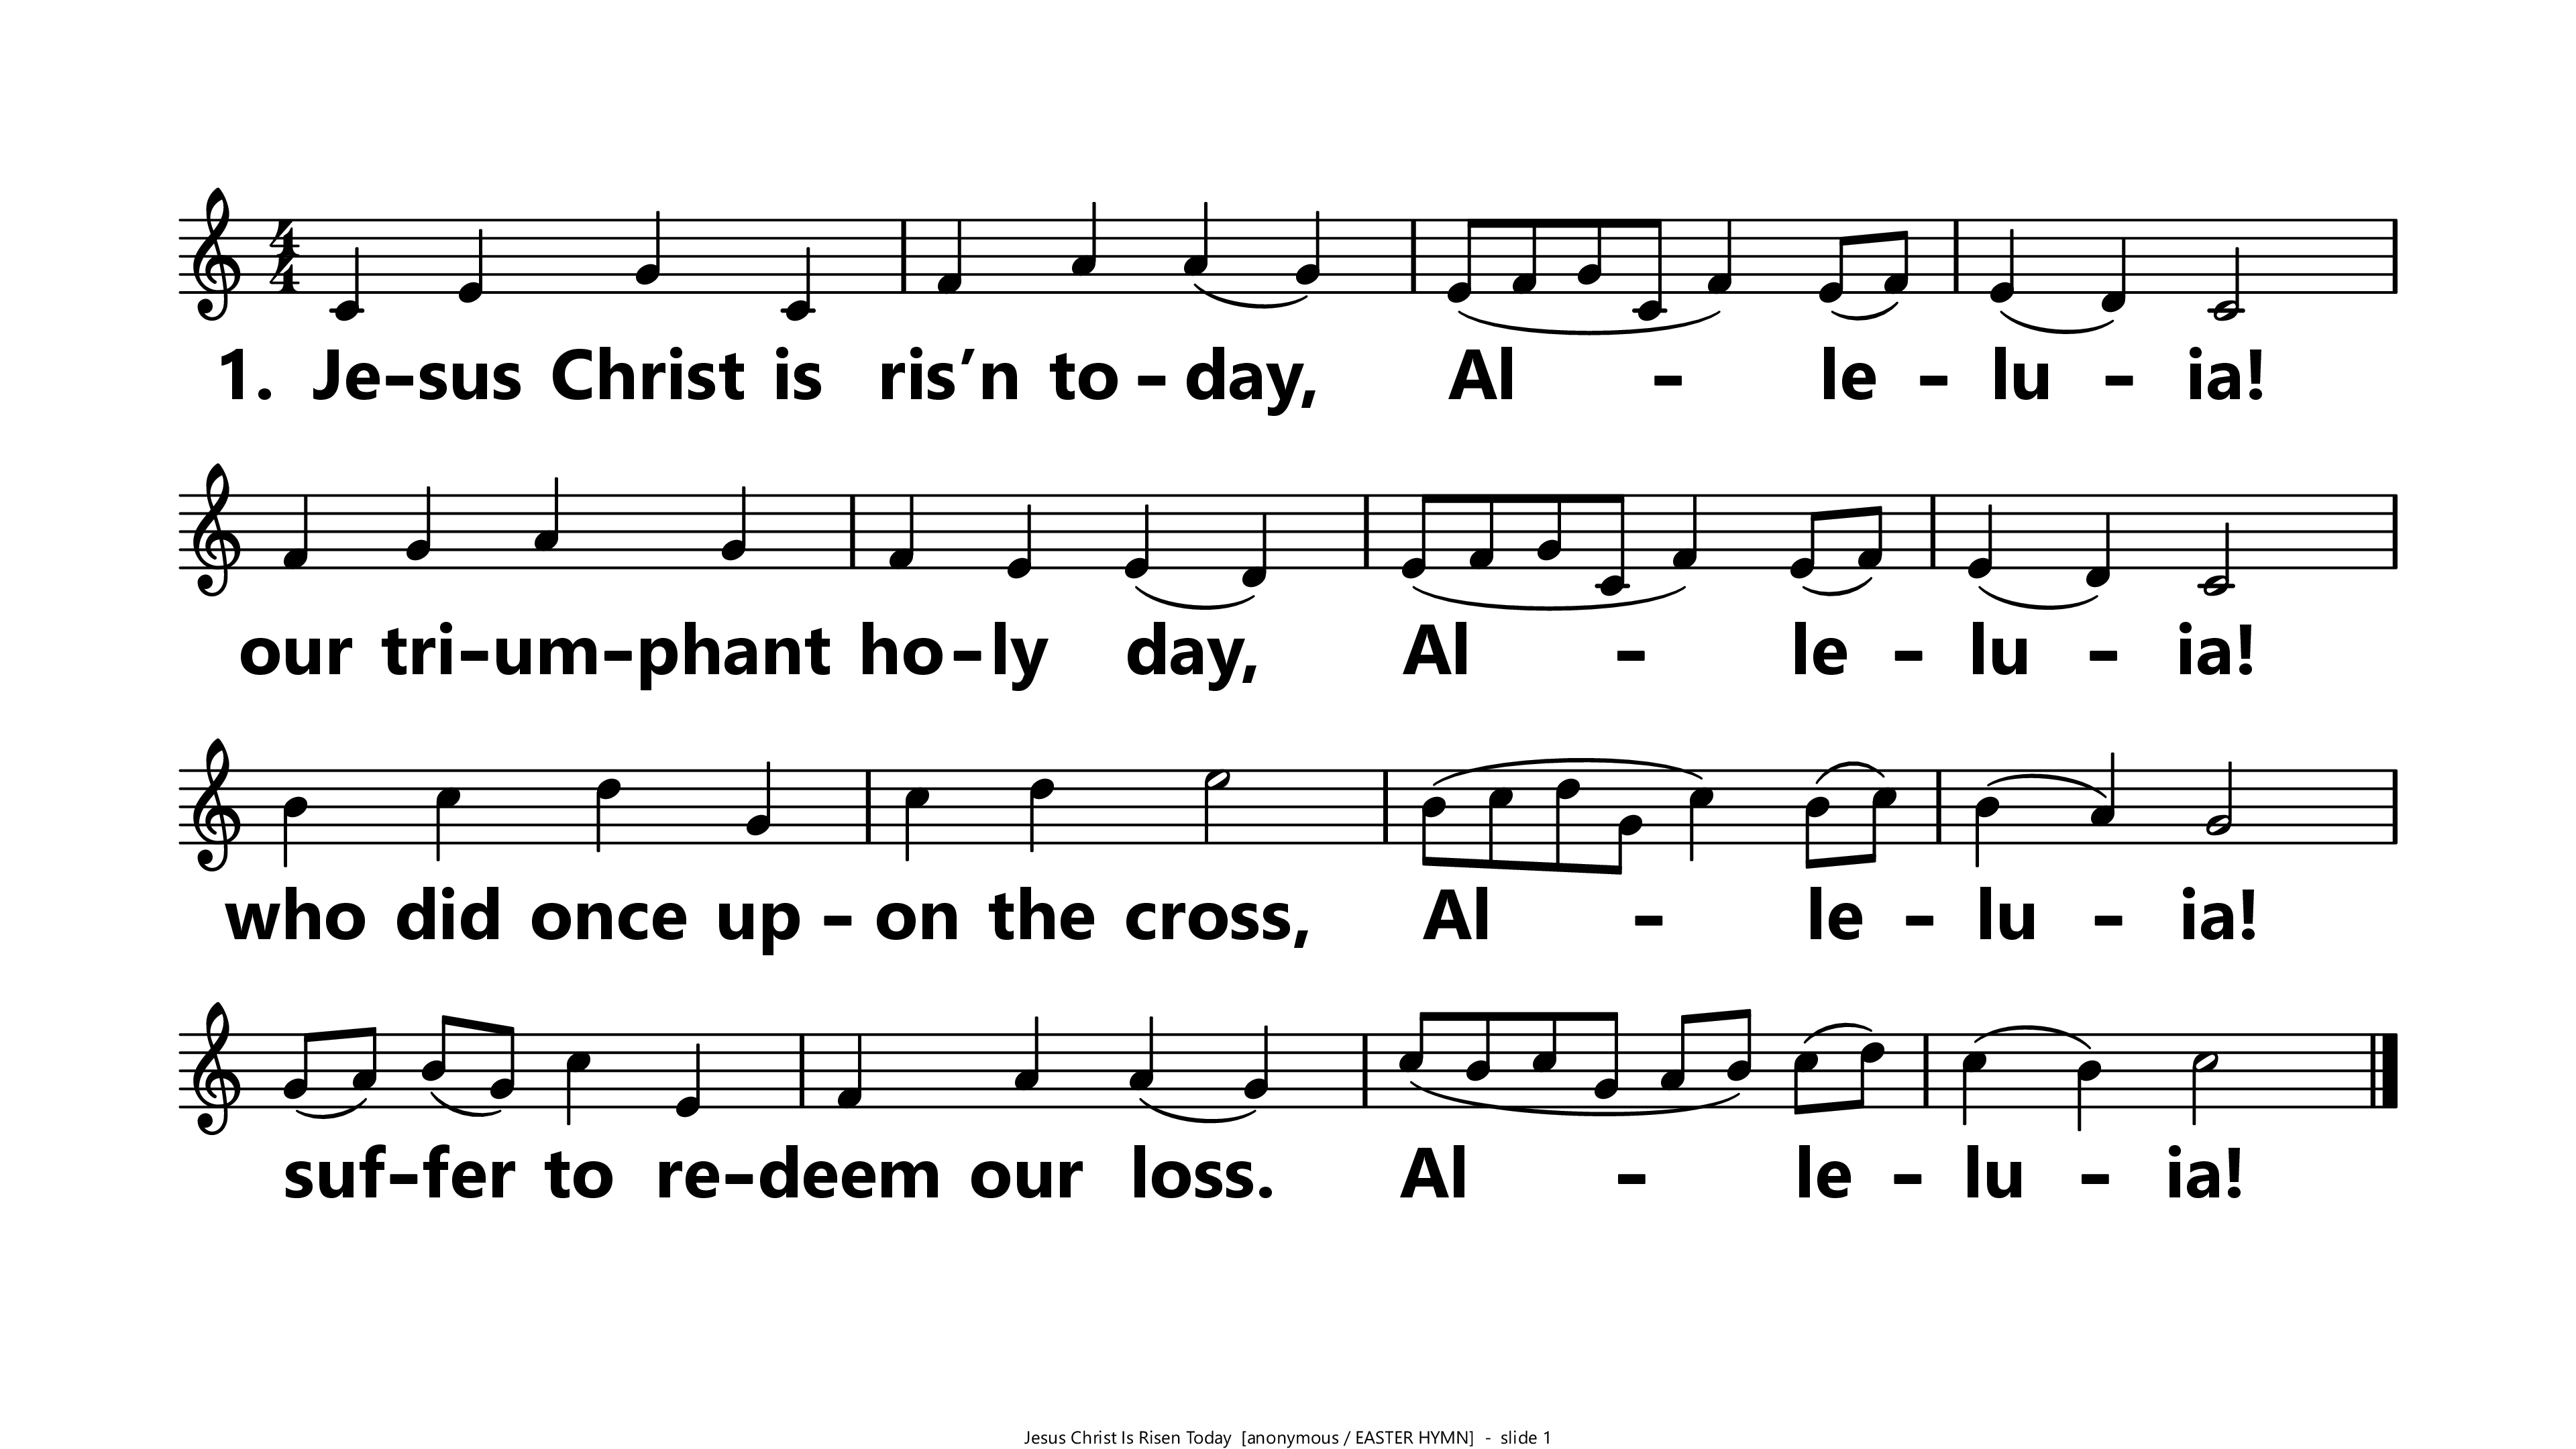 4
4
1. Je-sus Christ is ris’n to-day, Al - le - lu - ia!
our tri-um-phant ho-ly day, Al - le - lu - ia!
who did once up-on the cross, Al - le - lu - ia!
suf-fer to re-deem our loss. Al - le - lu - ia!
Jesus Christ Is Risen Today [anonymous / EASTER HYMN] - slide 1